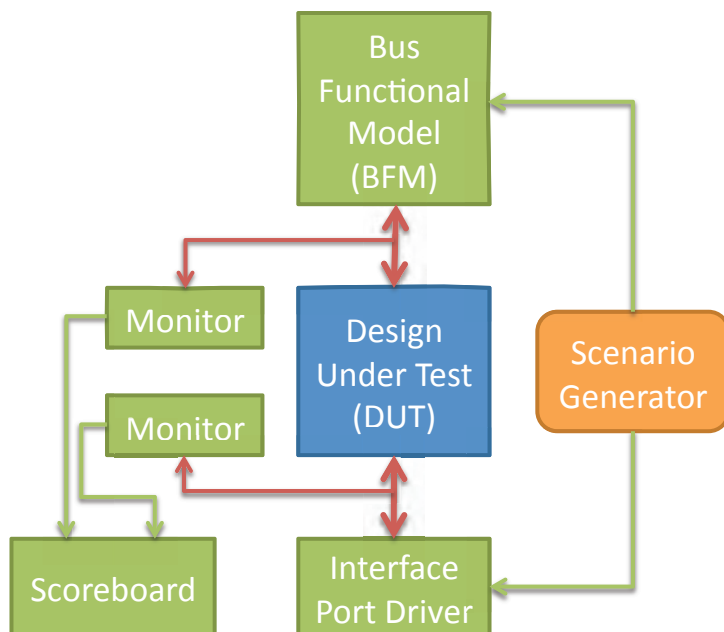 Bus
Functional
Model
(BFM)
Monitor
Design
Under Test
(DUT)
Scenario
Generator
Monitor
Scoreboard
Interface
Port Driver